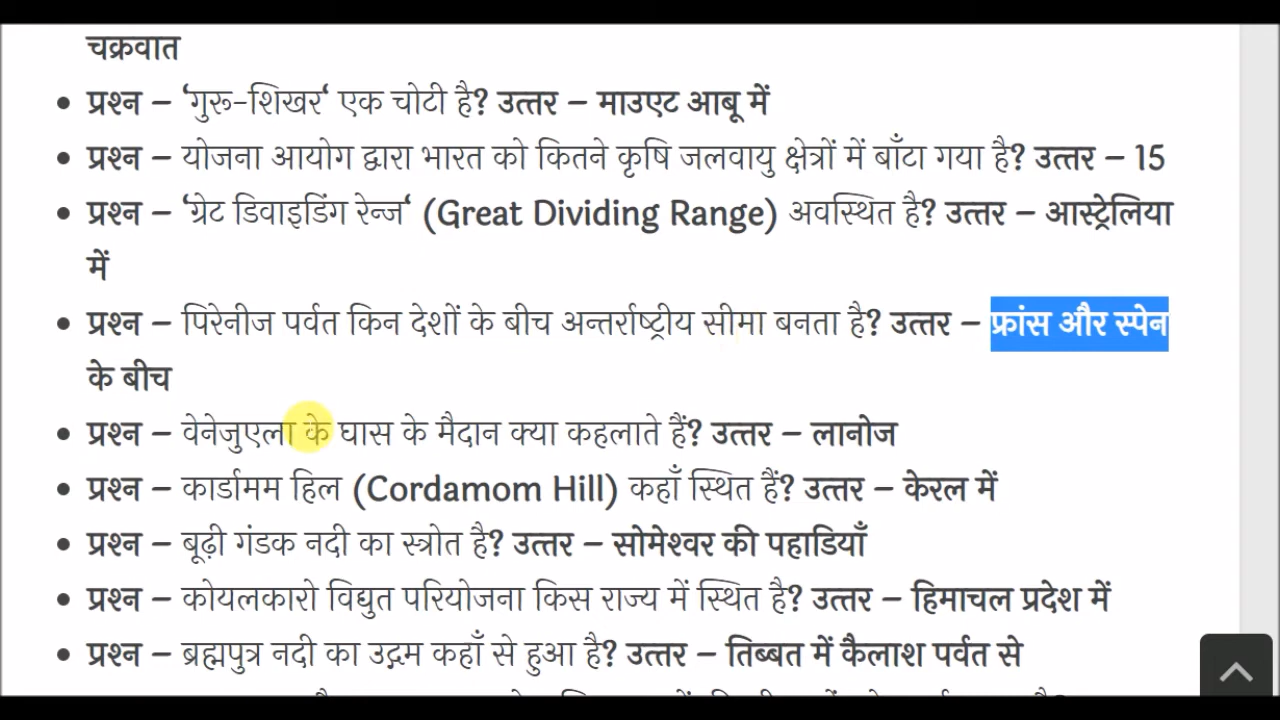 चक्रवात
• प्रश्न – ‘गुरू-शिखर‘ एक चोटी है? उत्तर – माउएट आबू में
• प्रश्न – योजना आयोग द्वारा भारत को कितने कृषि जलवायु क्षेत्रों में बाँटा गया है? उत्तर – 15
• प्रश्न – ‘ग्रेट डिवाइडिंग रेन्ज‘ (Great Dividing Range) अवस्थित है? उत्तर – आस्ट्रेलिया
में
• प्रश्न – पिरेनीज पर्वत किन देशों के बीच अन्तर्राष्ट्रीय सीमा बनता है? उत्तर – फ्रांस और स्पेन
के बीच
• प्रश्न – वेनेजुएला के घास के मैदान क्या कहलाते हैं? उत्तर – लानोज
• प्रश्न – कार्डामम हिल (Cordamom Hill) कहाँ स्थित हैं? उत्तर – केरल में
• प्रश्न – बूढ़ी गंडक नदी का स्त्रोत है? उत्तर – सोमेश्वर की पहाडियाँ
• प्रश्न – कोयलकारो विद्युत परियोजना किस राज्य में स्थित है? उत्तर – हिमाचल प्रदेश में
• प्रश्न – ब्रह्मपुत्र नदी का उद्गम कहाँ से हुआ है? उत्तर – तिब्बत में कैलाश पर्वत से